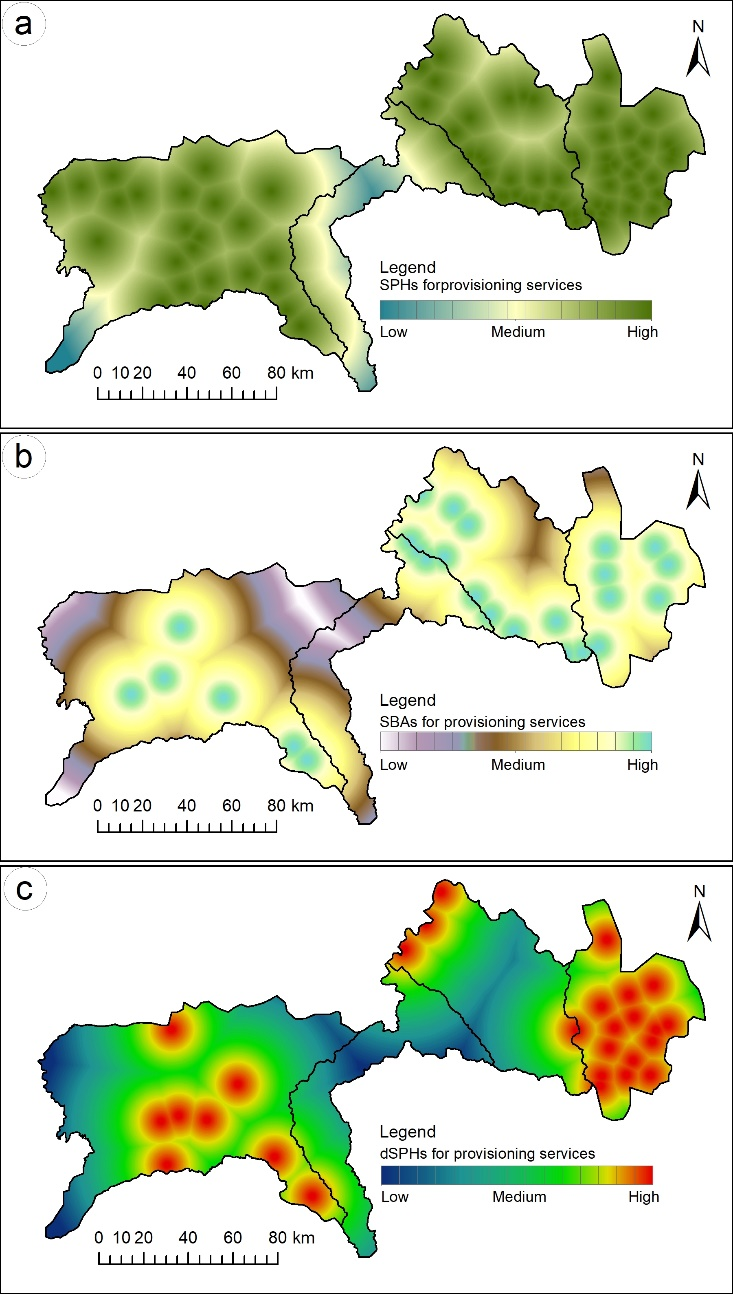 a
N
Legend
SPHs forprovisioning services
Low Medium High
0 10 20 40 60 80 km
b
N
Legend
SBAs for provisioning services
Low Medium High
0 10 20 40 60 80 km
c
N
Legend
dSPHs for provisioning services
Low Medium High
0 10 20 40 60 80 km